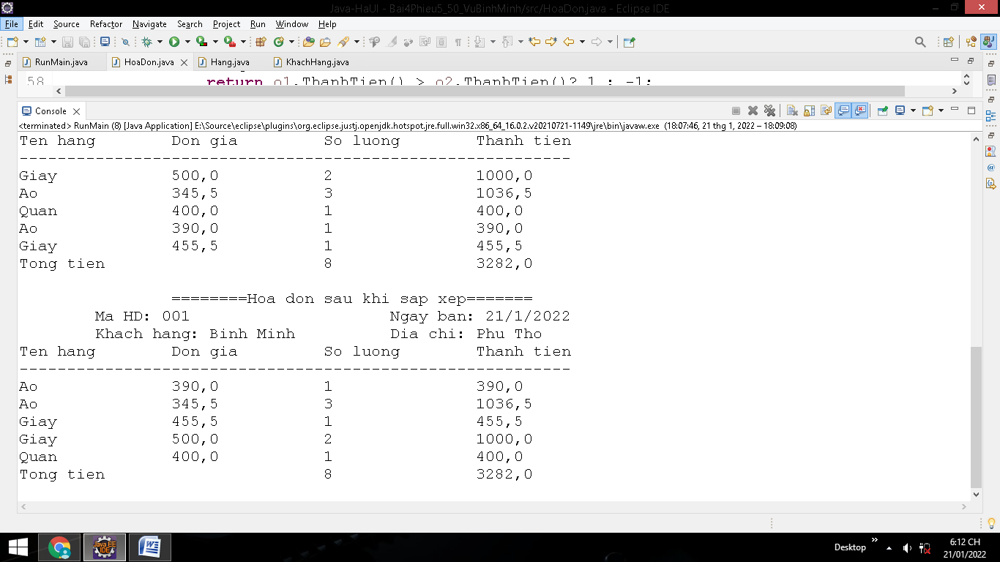 Java-HaUI - Bai4Phieu5_50_VuBinhMinh/src/HoaDon.java - Eclipse IDE
File Edit Source Refactor Navigate Search Project Run Window Help
RunMain.java HoaDon.java Hang.java KhachHang.java
58 return o1.ThanhTien() > o2.ThanhTien()? 1 : -1;
Console
<terminated> RunMain (8) [Java Application] E:\Source\eclipse\plugins\org.eclipse.justj.openjdk.hotspot.jre.full.win32.x86_64_16.0.2.v20210721-1149\jre\bin\javaw.exe (18:07:46, 21 thg 1, 2022 – 18:09:08)
Ten hang Don gia So luong Thanh tien
----------------------------------------------------------
Giay 500,0 2 1000,0
Ao 345,5 3 1036,5
Quan 400,0 1 400,0
Ao 390,0 1 390,0
Giay 455,5 1 455,5
Tong tien 8 3282,0
========Hoa don sau khi sap xep=======
Ma HD: 001 Ngay ban: 21/1/2022
Khach hang: Binh Minh Dia chi: Phu Tho
Ten hang Don gia So luong Thanh tien
----------------------------------------------------------
Ao 390,0 1 390,0
Ao 345,5 3 1036,5
Giay 455,5 1 455,5
Giay 500,0 2 1000,0
Quan 400,0 1 400,0
Tong tien 8 3282,0
Java EE IDE
Desktop
6:12 CH
21/01/2022